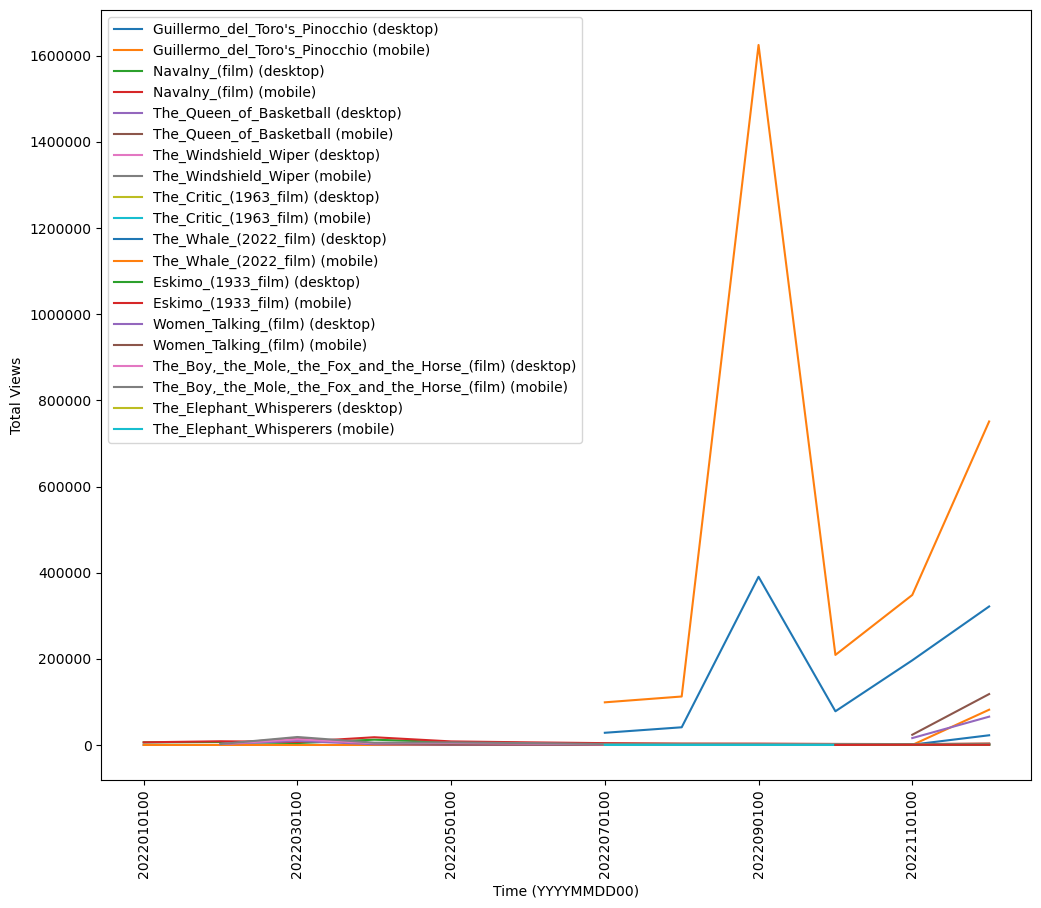 Guillermo_del_Toro's_Pinocchio (desktop)
Guillermo_del_Toro's_Pinocchio (mobile)
Navalny_(film) (desktop)
Navalny_(film) (mobile)
The_Queen_of_Basketball (desktop)
The_Queen_of_Basketball (mobile)
The_Windshield_Wiper (desktop)
The_Windshield_Wiper (mobile)
The_Critic_(1963_film) (desktop)
The_Critic_(1963_film) (mobile)
The_Whale_(2022_film) (desktop)
The_Whale_(2022_film) (mobile)
Eskimo_(1933_film) (desktop)
Eskimo_(1933_film) (mobile)
Women_Talking_(film) (desktop)
Women_Talking_(film) (mobile)
The_Boy,_the_Mole,_the_Fox_and_the_Horse_(film) (desktop)
The_Boy,_the_Mole,_the_Fox_and_the_Horse_(film) (mobile)
The_Elephant_Whisperers (desktop)
The_Elephant_Whisperers (mobile)
Total Views
1600000
1400000
1200000
1000000
800000
600000
400000
200000
0
2022010100
2022030100
2022050100
2022070100
2022090100
2022110100
Time (YYYYMMDD00)